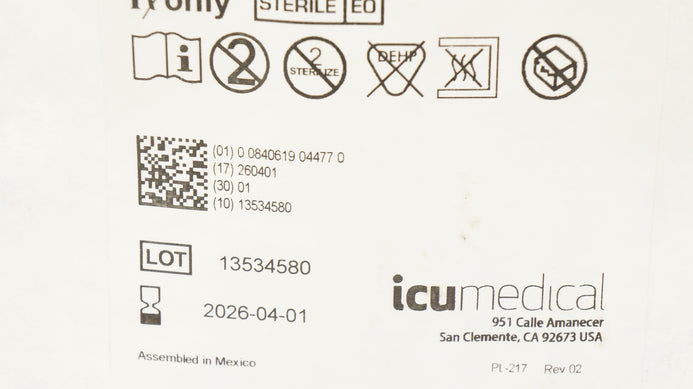 Rx only
STERILE EO
2
2
STERILIZE
DEHP
(01) 0 0840619 04477 0
(17) 260401
(30) 01
(10) 13534580
LOT 13534580
2026-04-01
icumedical
951 Calle Amanecer
San Clemente, CA 92673 USA
Assembled in Mexico
PL-217 Rev 02